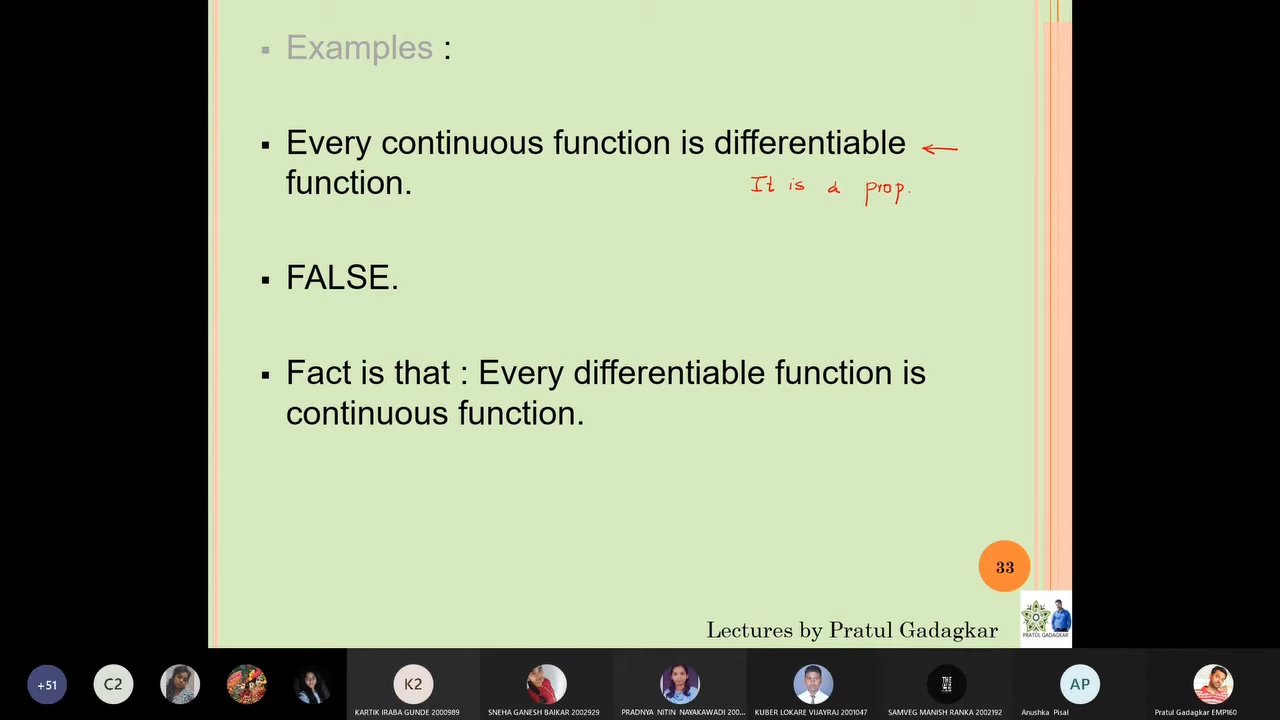 Examples :
Every continuous function is differentiable
function.
It is a prop.
FALSE.
Fact is that : Every differentiable function is
continuous function.
33
Lectures by Pratul Gadagkar
PRATUL GADAGKAR
+51
C2
K2
AP
KARTIK IRABA GUNDE 2000989
SNEHA GANESH BAIKAR 2002929
PRADNYA NITIN NAYAKAWADI 200...
KUBER LOKARE VIJAYRAJ 2001047
SAMVEG MANISH RANKA 2002192
Anushka Pisal
Pratul Gadagkar EMP160